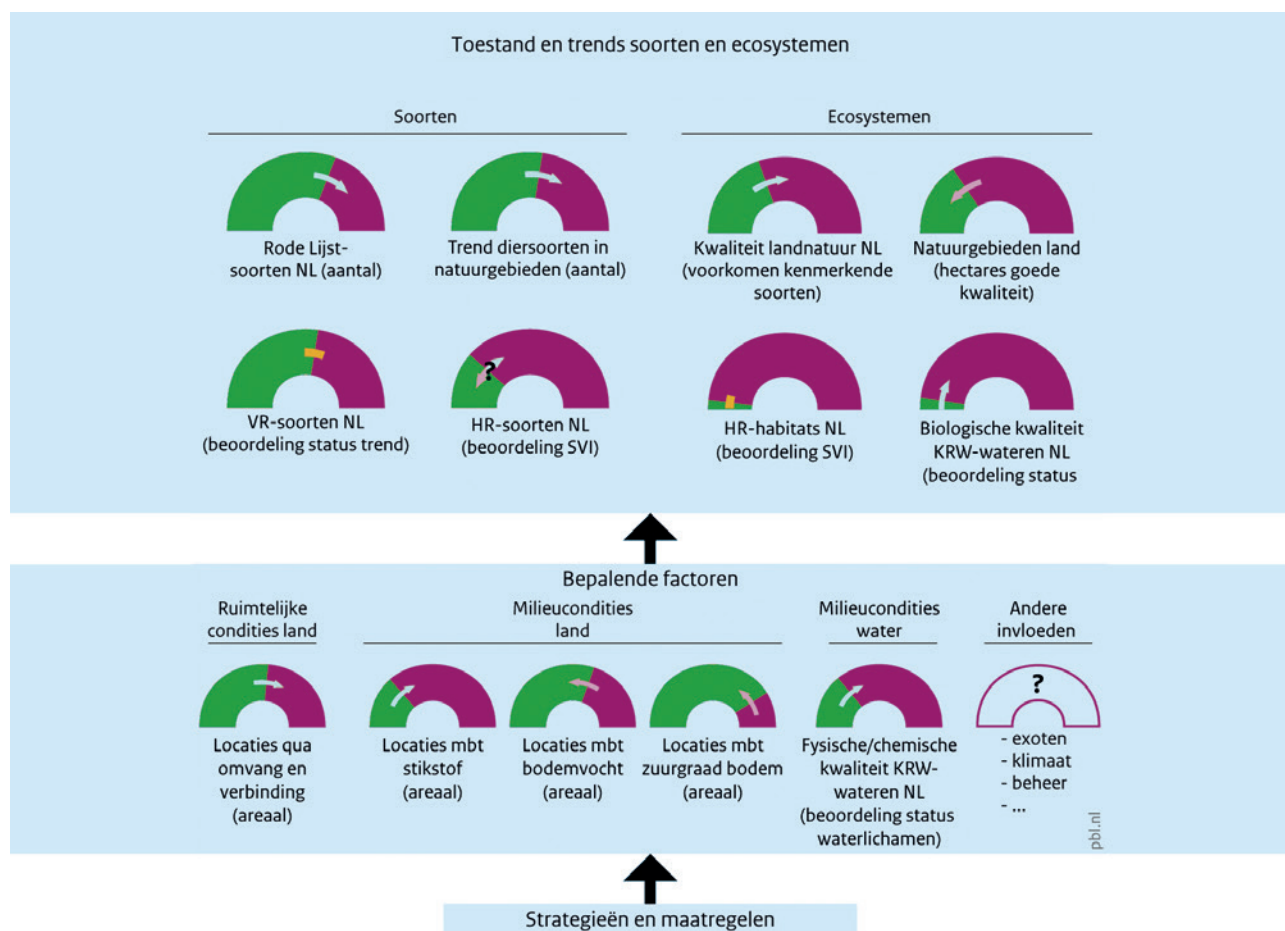 Toestand en trends soorten en ecosystemen
Soorten
Ecosystemen
Rode Lijst-
soorten NL (aantal)
Trend diersoorten in
natuurgebieden (aantal)
Kwaliteit landnatuur NL
(voorkomen kenmerkende
soorten)
Natuurgebieden land
(hectares goede
kwaliteit)
VR-soorten NL
(beoordeling status trend)
?
HR-soorten NL
(beoordeling SVI)
HR-habitats NL
(beoordeling SVI)
Biologische kwaliteit
KRW-wateren NL
(beoordeling status
Bepalende factoren
Ruimtelijke
condities land
Milieucondities
land
Milieucondities
water
Andere
invloeden
Locaties qua
omvang en
verbinding
(areaal)
Locaties mbt
stikstof
(areaal)
Locaties mbt
bodemvocht
(areaal)
Locaties mbt
zuurgraad bodem
(areaal)
Fysische/chemische
kwaliteit KRW-
wateren NL
(beoordeling status
waterlichamen)
?
- exoten
- klimaat
- beheer
- ...
pbl.nl
Strategieën en maatregelen